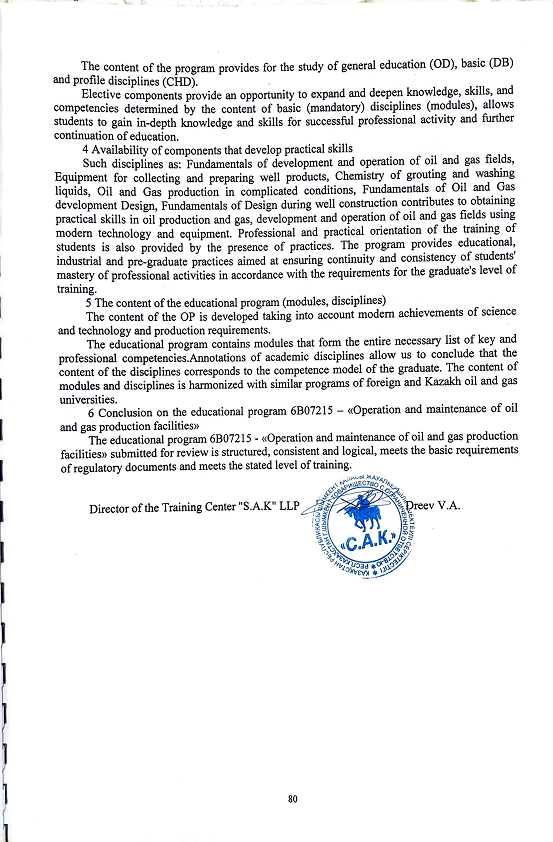 The content of the program provides for the study of general education (OD), basic (DB)
and profile disciplines (CHD).
Elective components provide an opportunity to expand and deepen knowledge, skills, and
competencies determined by the content of basic (mandatory) disciplines (modules), allows
students to gain in-depth knowledge and skills for successful professional activity and further
continuation of education.
4 Availability of components that develop practical skills
Such disciplines as: Fundamentals of development and operation of oil and gas fields,
Equipment for collecting and preparing well products, Chemistry of grouting and washing
liquids, Oil and Gas production in complicated conditions, Fundamentals of Oil and Gas
development Design, Fundamentals of Design during well construction contributes to obtaining
practical skills in oil production and gas, development and operation of oil and gas fields using
modern technology and equipment. Professional and practical orientation of the training of
students is also provided by the presence of practices. The program provides educational,
industrial and pre-graduate practices aimed at ensuring continuity and consistency of students'
mastery of professional activities in accordance with the requirements for the graduate's level of
training.
5 The content of the educational program (modules, disciplines)
The content of the OP is developed taking into account modern achievements of science
and technology and production requirements.
The educational program contains modules that form the entire necessary list of key and
professional competencies.Annotations of academic disciplines allow us to conclude that the
content of the disciplines corresponds to the competence model of the graduate. The content of
modules and disciplines is harmonized with similar programs of foreign and Kazakh oil and gas
universities.
6 Conclusion on the educational program 6B07215 – «Operation and maintenance of oil
and gas production facilities»
The educational program 6B07215 - «Operation and maintenance of oil and gas production
facilities» submitted for review is structured, consistent and logical, meets the basic requirements
of regulatory documents and meets the stated level of training.
Director of the Training Center "S.A.K" LLP Dreev V.A.
«С.А.К.»
80